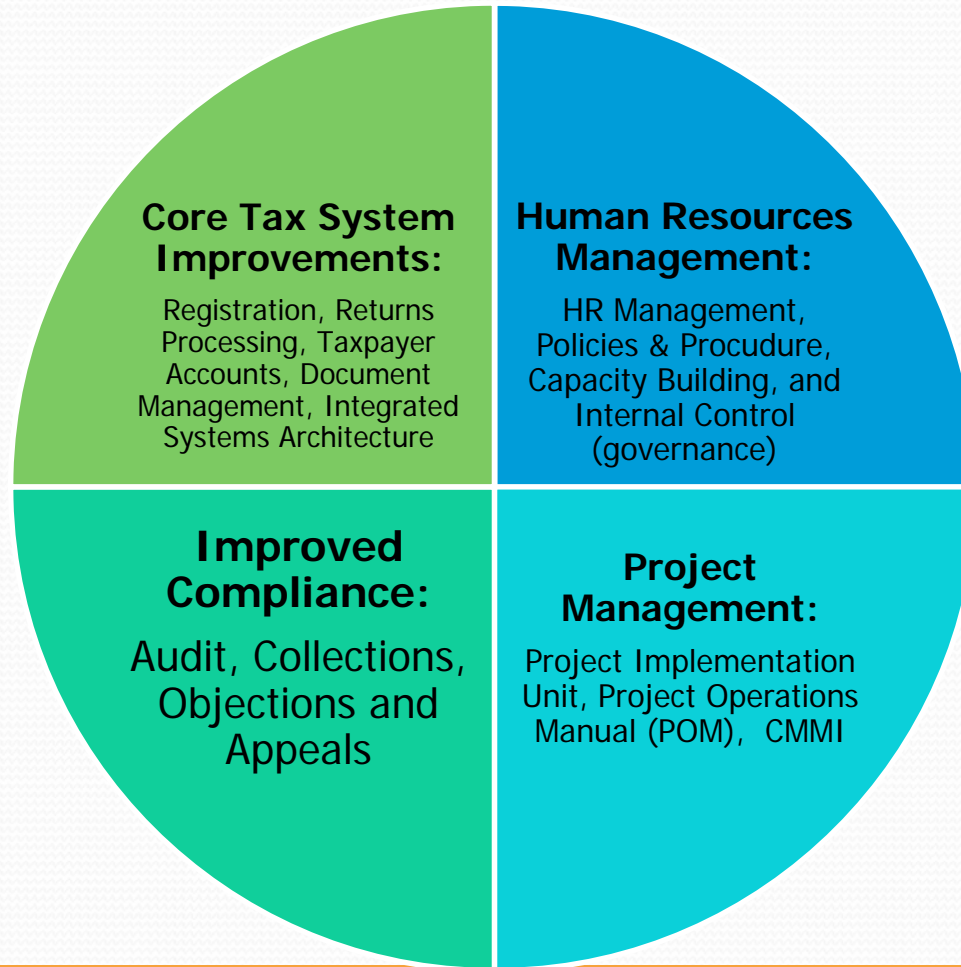 Core Tax System
Improvements:
Registration, Returns
Processing, Taxpayer
Accounts, Document
Management, Integrated
Systems Architecture
Human Resources
Management:
HR Management,
Policies & Procudure,
Capacity Building, and
Internal Control
(governance)
Improved
Compliance:
Audit, Collections,
Objections and
Appeals
Project
Management:
Project Implementation
Unit, Project Operations
Manual (POM), CMMI